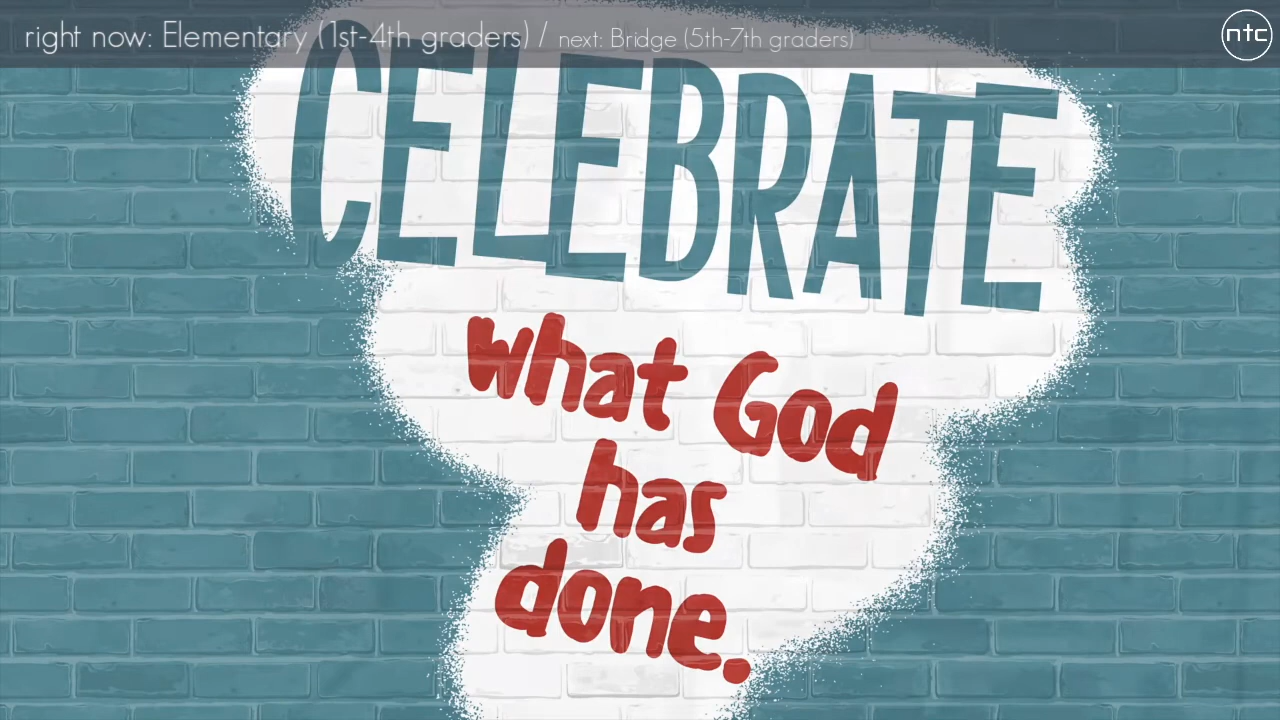 right now: Elementary (1st-4th graders) / next: Bridge (5th-7th graders)
ntc
CELEBRATE
what God
has
done.